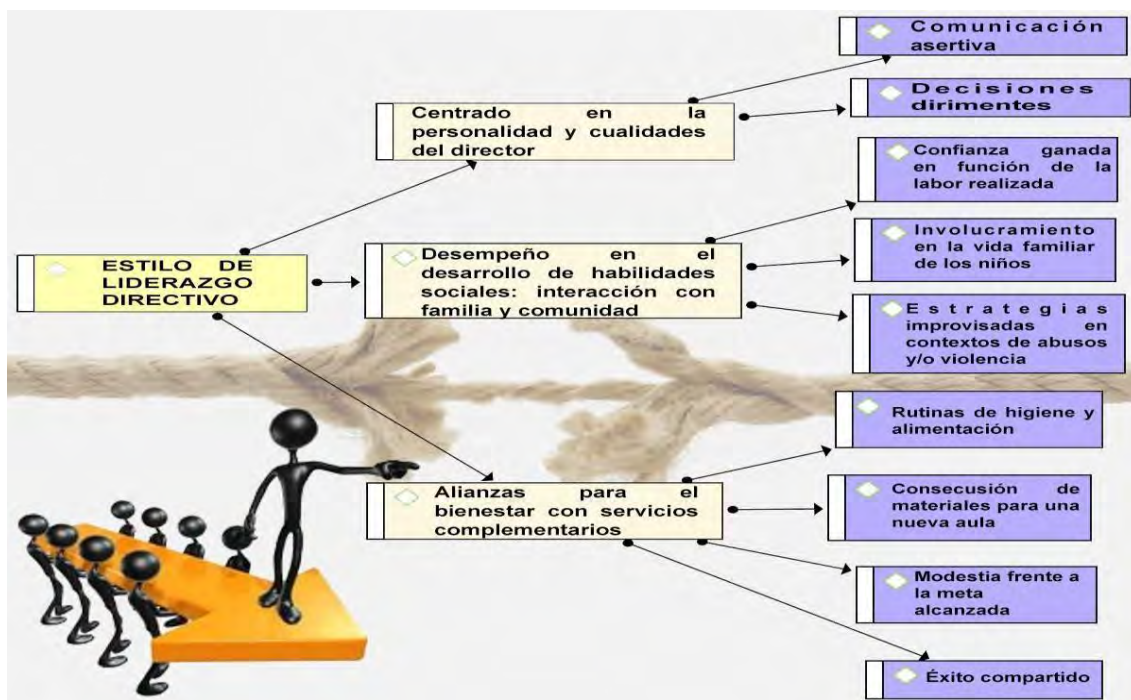 ESTILO DE
LIDERAZGO
DIRECTIVO
Centrado en la
personalidad y cualidades
del director
Comunicación
asertiva
Decisiones
dirimentes
Desempeño en el
desarrollo de habilidades
sociales: interacción con
familia y comunidad
Confianza ganada
en función de la
labor realizada
Involucramiento
en la vida familiar
de los niños
Estrategias
improvisadas en
contextos de abusos
y/o violencia
Alianzas para el
bienestar con servicios
complementarios
Rutinas de higiene y
alimentación
Consecusión de
materiales para una
nueva aula
Modestia frente a
la meta
alcanzada
Éxito compartido